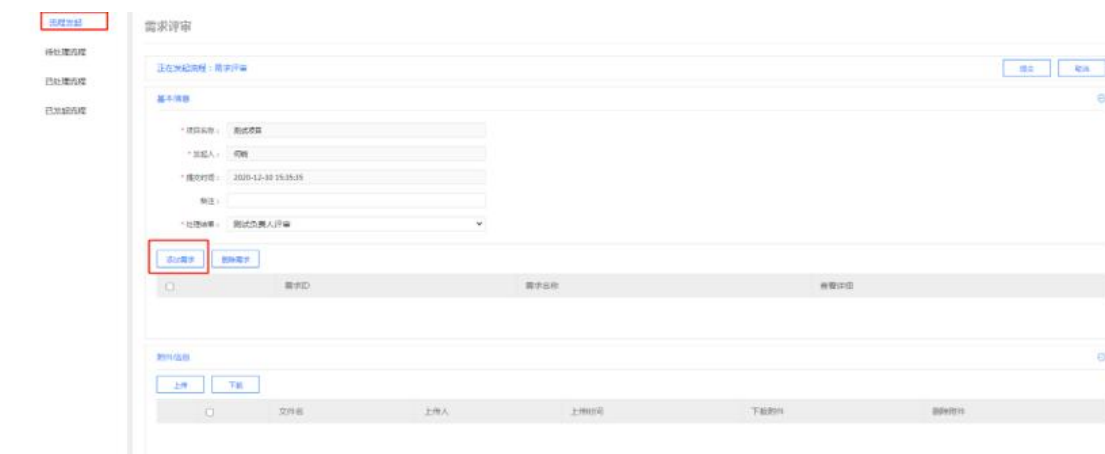 流程发起
需求评审
待处理流程
正在发起流程：需求评审
提交 取消
已处理流程
基本信息
已发起流程
* 项目名称： 测试项目
* 发起人：
* 提交时间： 2020-12-10 15:35:35
备注：
* 处理结果： 测试负责人评审
添加需求 删除需求
需求ID 需求名称 查看详细
附件信息
上传 下载
文件名 上传人 上传时间 下载附件 删除附件